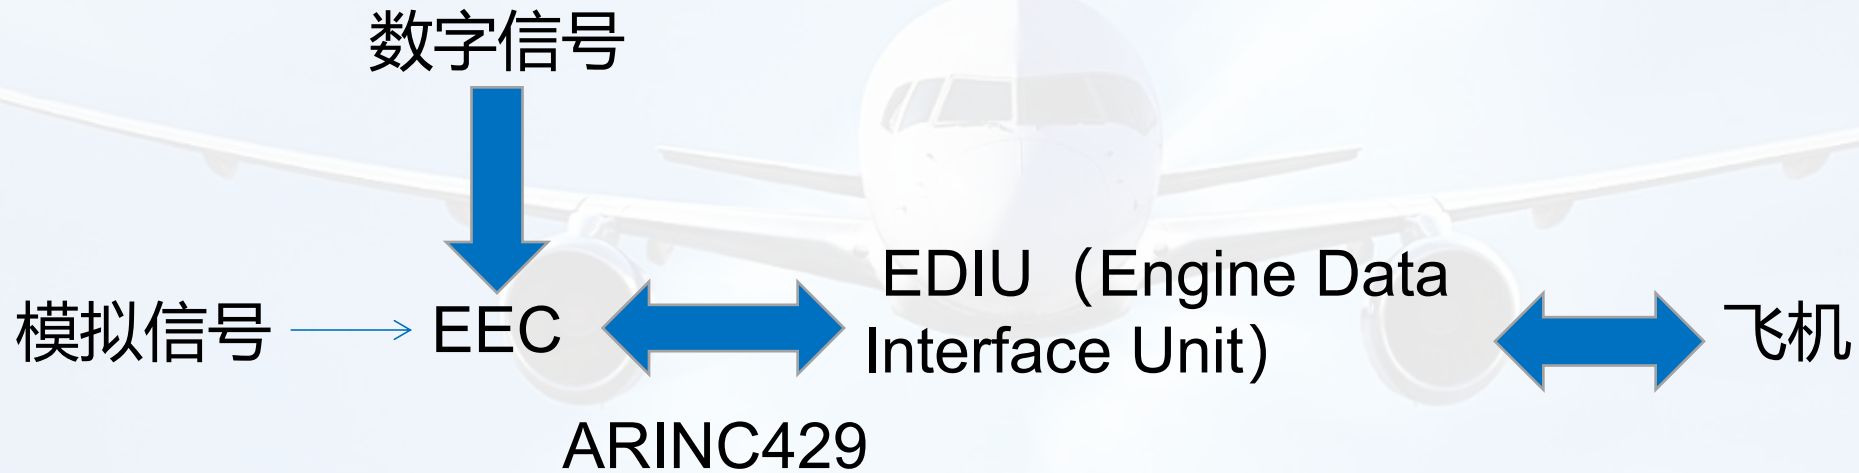 数字信号
模拟信号
EEC
EDIU（Engine Data
Interface Unit）
飞机
ARINC429